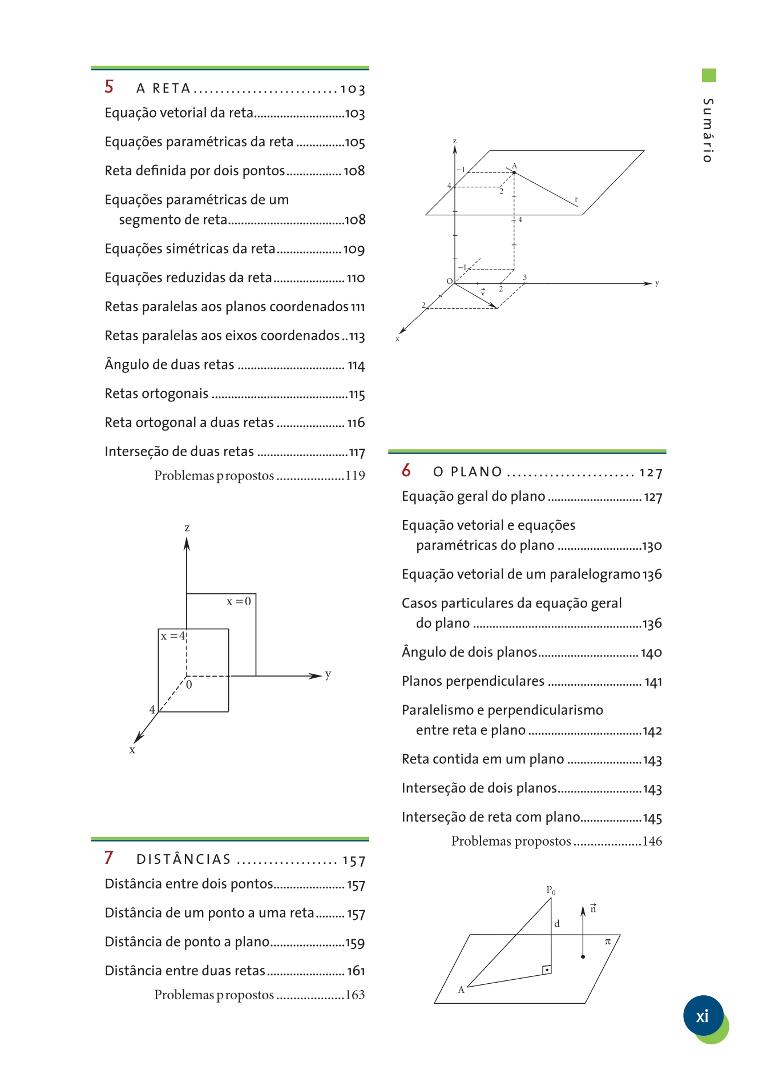 5 A RETA.......................... 103
Equação vetorial da reta...........................103
Equações paramétricas da reta ..............105
Reta definida por dois pontos................ 108
Equações paramétricas de um
segmento de reta.................................108
Equações simétricas da reta.................. 109
Equações reduzidas da reta.................... 110
Retas paralelas aos planos coordenados 111
Retas paralelas aos eixos coordenados..113
Ângulo de duas retas ................................ 114
Retas ortogonais ........................................ 115
Reta ortogonal a duas retas .................... 116
Interseção de duas retas ..........................117
Problemas propostos ....................119
z
x=0
x=4
0
y
4
x
7 DISTÂNCIAS ................... 157
Distância entre dois pontos..................... 157
Distância de um ponto a uma reta......... 157
Distância de ponto a plano.......................159
Distância entre duas retas ....................... 161
Problemas propostos ....................163
Sumário
z
−1
A
4
2
r
4
−1
O
2
3
y
v
2
x
6 O PLANO ....................... 127
Equação geral do plano ............................ 127
Equação vetorial e equações
paramétricas do plano .........................130
Equação vetorial de um paralelogramo 136
Casos particulares da equação geral
do plano ..................................................136
Ângulo de dois planos.............................. 140
Planos perpendiculares ............................ 141
Paralelismo e perpendicularismo
entre reta e plano ..................................142
Reta contida em um plano ......................143
Interseção de dois planos.........................143
Interseção de reta com plano..................145
Problemas propostos ....................146
P0
n
d
π
A
xi